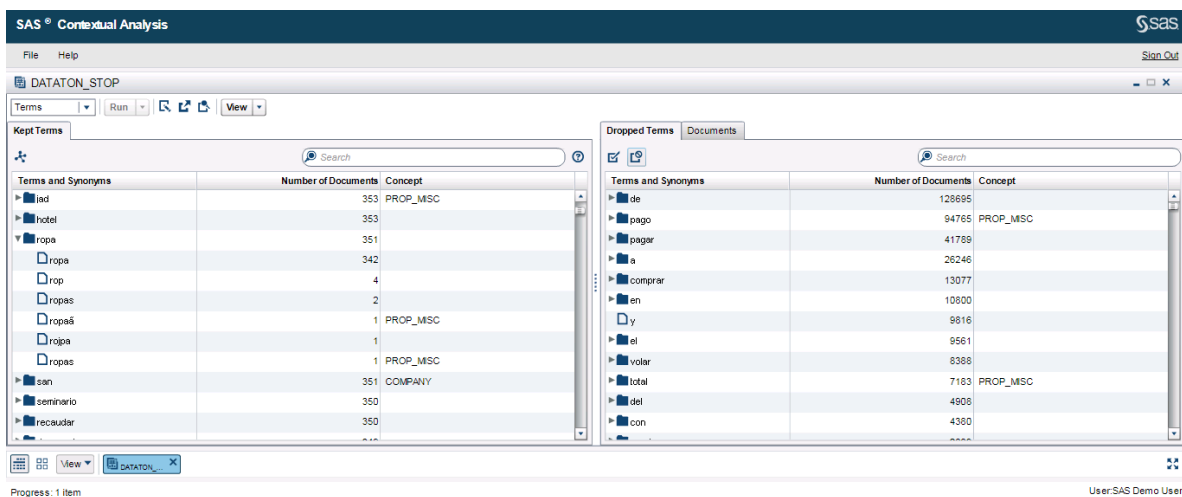 SAS ® Contextual Analysis
sas
File Help Sign Out
DATATON_STOP
Terms Run View
Kept Terms Dropped Terms Documents
Search Search
Terms and Synonyms Number of Documents Concept Terms and Synonyms Number of Documents Concept
jad 353 PROP_MISC de 128695
hotel 353 pago 94765 PROP_MISC
ropa 351 pagar 41789
ropa 342 a 26246
rop 4 comprar 13077
ropas 2 en 10800
ropaã 1 PROP_MISC y 9816
rojpa 1 el 9561
ropas 1 PROP_MISC volar 8388
san 351 COMPANY total 7183 PROP_MISC
seminario 350 del 4908
recaudar 350 con 4380
View DATATON_...
Progress: 1 item User:SAS Demo User